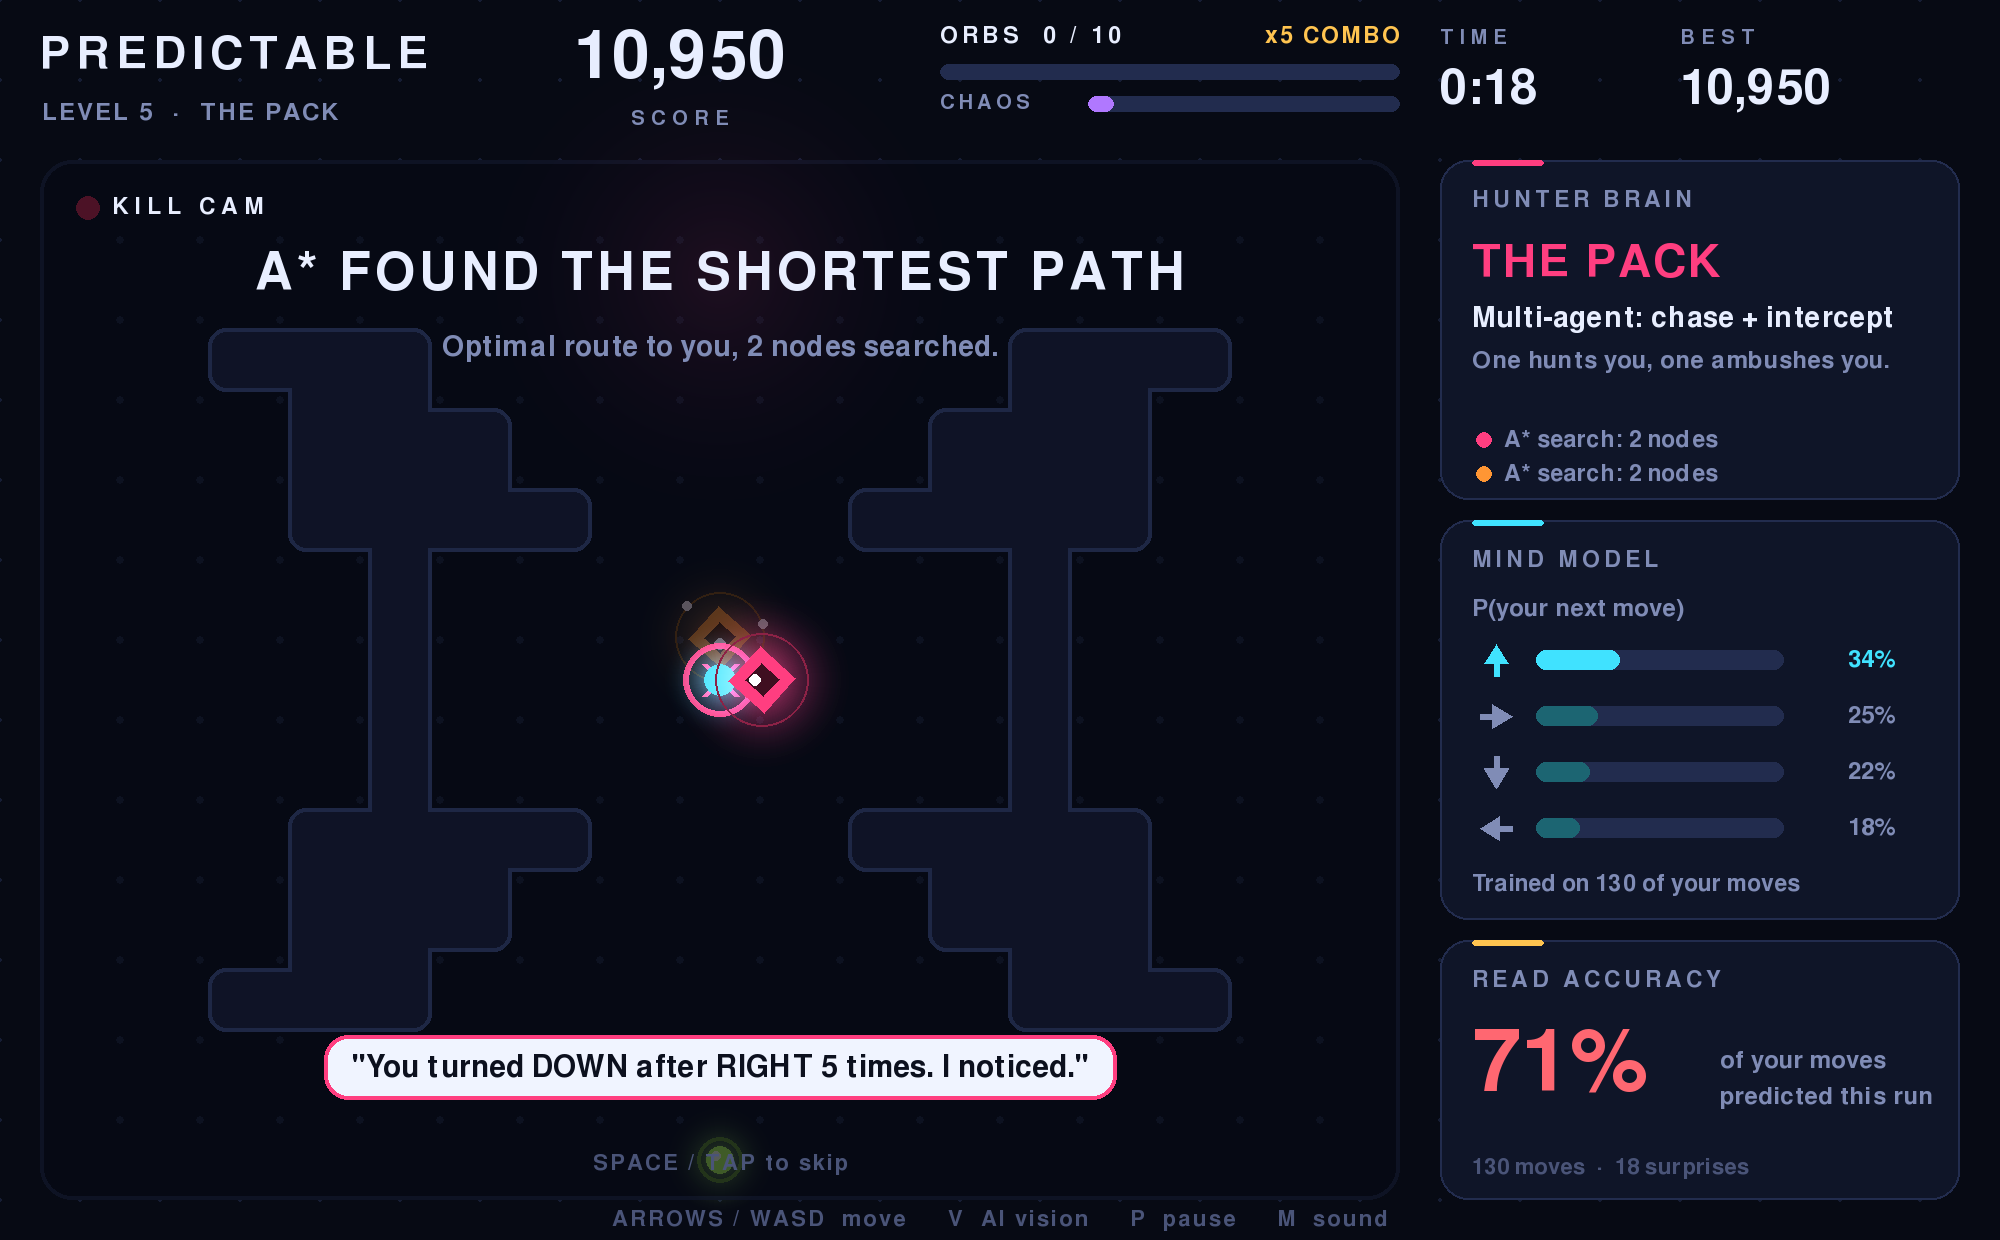 PREDICTABLE
LEVEL 5 · THE PACK
10,950
SCORE
ORBS 0 / 10
x5 COMBO
CHAOS
TIME
0:18
BEST
10,950
KILL CAM
A* FOUND THE SHORTEST PATH
Optimal route to you, 2 nodes searched.
"You turned DOWN after RIGHT 5 times. I noticed."
SPACE / TAP to skip
HUNTER BRAIN
THE PACK
Multi-agent: chase + intercept
One hunts you, one ambushes you.
A* search: 2 nodes
A* search: 2 nodes
MIND MODEL
P(your next move)
34%
25%
22%
18%
Trained on 130 of your moves
READ ACCURACY
71%
of your moves
predicted this run
130 moves · 18 surprises
ARROWS / WASD move V AI vision P pause M sound